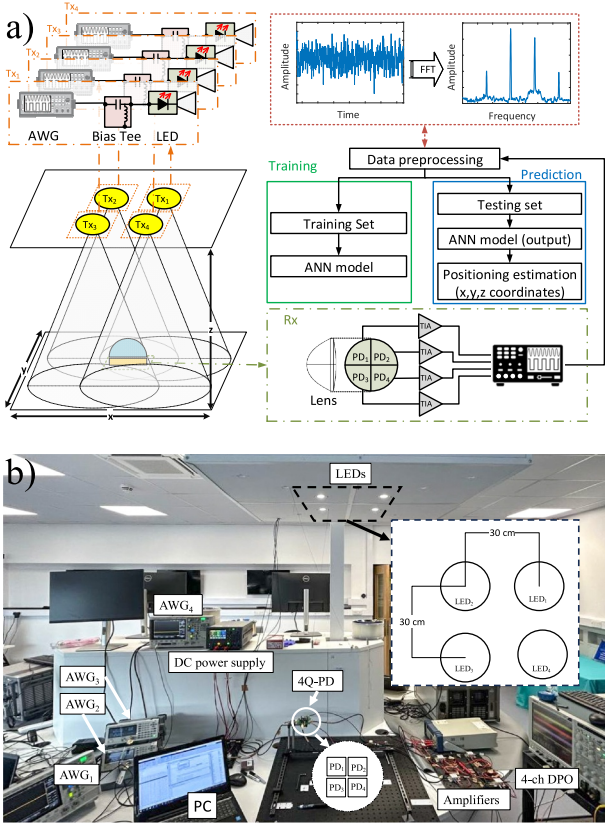 a)
Tx4
Tx3
Tx2
Tx1
AWG
Bias Tee
LED
Tx2
Tx1
Tx3
Tx4
z
y
x
Amplitude
Time
FFT
Amplitude
Frequency
Data preprocessing
Training
Training Set
ANN model
Prediction
Testing set
ANN model (output)
Positioning estimation
(x,y,z coordinates)
Rx
Lens
PD1 PD2
PD3 PD4
TIA
TIA
TIA
TIA
b)
LEDs
30 cm
LED2
LED1
30 cm
LED3
LED4
AWG4
DC power supply
AWG3
AWG2
AWG1
4Q-PD
PD1 PD2
PD3 PD4
PC
Amplifiers
4-ch DPO